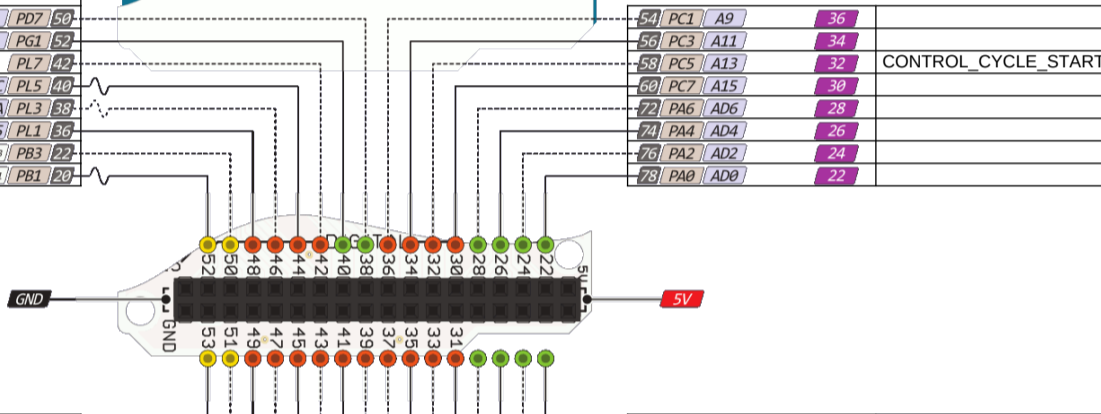 PD7 50
PG1 52
PL7 42
PL5 40
PL3 38
PL1 36
PB3 22
PB1 20
54 PC1 A9 36
56 PC3 A11 34
58 PC5 A13 32 CONTROL_CYCLE_START
60 PC7 A15 30
72 PA6 AD6 28
74 PA4 AD4 26
76 PA2 AD2 24
78 PA0 AD0 22
52 50 48 46 44 42 40 38 36 34 32 30 28 26 24 22
GND
GND
5V
53 51 49 47 45 43 41 39 37 35 33 31